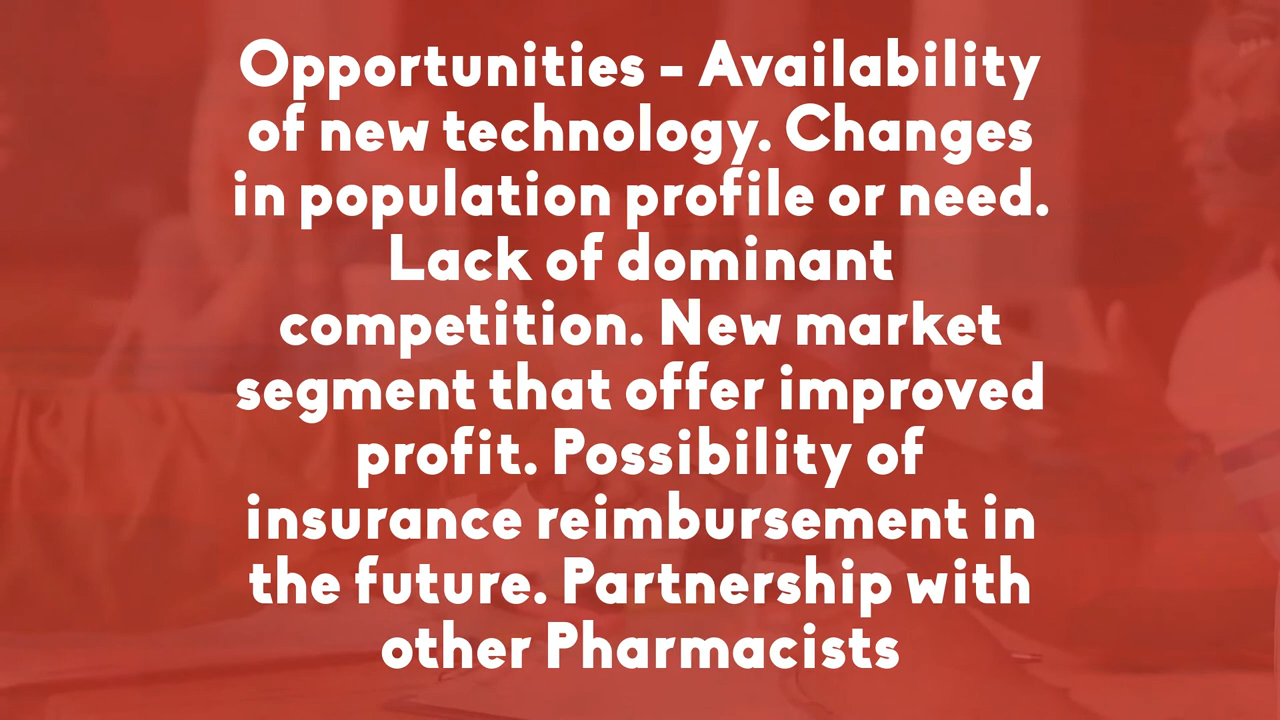 Opportunities - Availability
of new technology. Changes
in population profile or need.
Lack of dominant
competition. New market
segment that offer improved
profit. Possibility of
insurance reimbursement in
the future. Partnership with
other Pharmacists